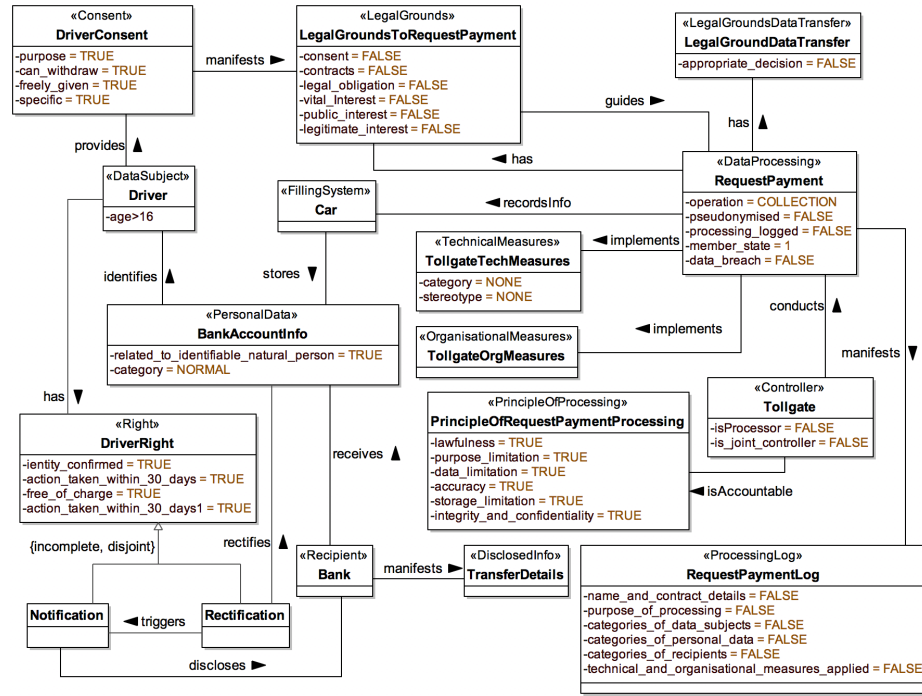 «Consent»
DriverConsent
-purpose = TRUE
-can_withdraw = TRUE
-freely_given = TRUE
-specific = TRUE
manifests
«LegalGrounds»
LegalGroundsToRequestPayment
-consent = FALSE
-contracts = FALSE
-legal_obligation = FALSE
-vital_Interest = FALSE
-public_interest = FALSE
-legitimate_interest = FALSE
«LegalGroundsDataTransfer»
LegalGroundDataTransfer
-appropriate_decision = FALSE
guides
has
provides
has
«DataSubject»
Driver
-age>16
«FillingSystem»
Car
recordsInfo
«DataProcessing»
RequestPayment
-operation = COLLECTION
-pseudonymised = FALSE
-processing_logged = FALSE
-member_state = 1
-data_breach = FALSE
«TechnicalMeasures»
TollgateTechMeasures
-category = NONE
-stereotype = NONE
implements
identifies
stores
«PersonalData»
BankAccountInfo
-related_to_identifiable_natural_person = TRUE
-category = NORMAL
«OrganisationalMeasures»
TollgateOrgMeasures
implements
conducts
manifests
has
«Controller»
Tollgate
-isProcessor = FALSE
-is_joint_controller = FALSE
«PrincipleOfProcessing»
PrincipleOfRequestPaymentProcessing
-lawfulness = TRUE
-purpose_limitation = TRUE
-data_limitation = TRUE
-accuracy = TRUE
-storage_limitation = TRUE
-integrity_and_confidentiality = TRUE
isAccountable
«Right»
DriverRight
-ientity_confirmed = TRUE
-action_taken_within_30_days = TRUE
-free_of_charge = TRUE
-action_taken_within_30_days1 = TRUE
receives
{incomplete, disjoint}
rectifies
«Recipient»
Bank
manifests
«DisclosedInfo»
TransferDetails
«ProcessingLog»
RequestPaymentLog
-name_and_contract_details = FALSE
-purpose_of_processing = FALSE
-categories_of_data_subjects = FALSE
-categories_of_personal_data = FALSE
-categories_of_recipients = FALSE
-technical_and_organisational_measures_applied = FALSE
Notification
triggers
Rectification
discloses